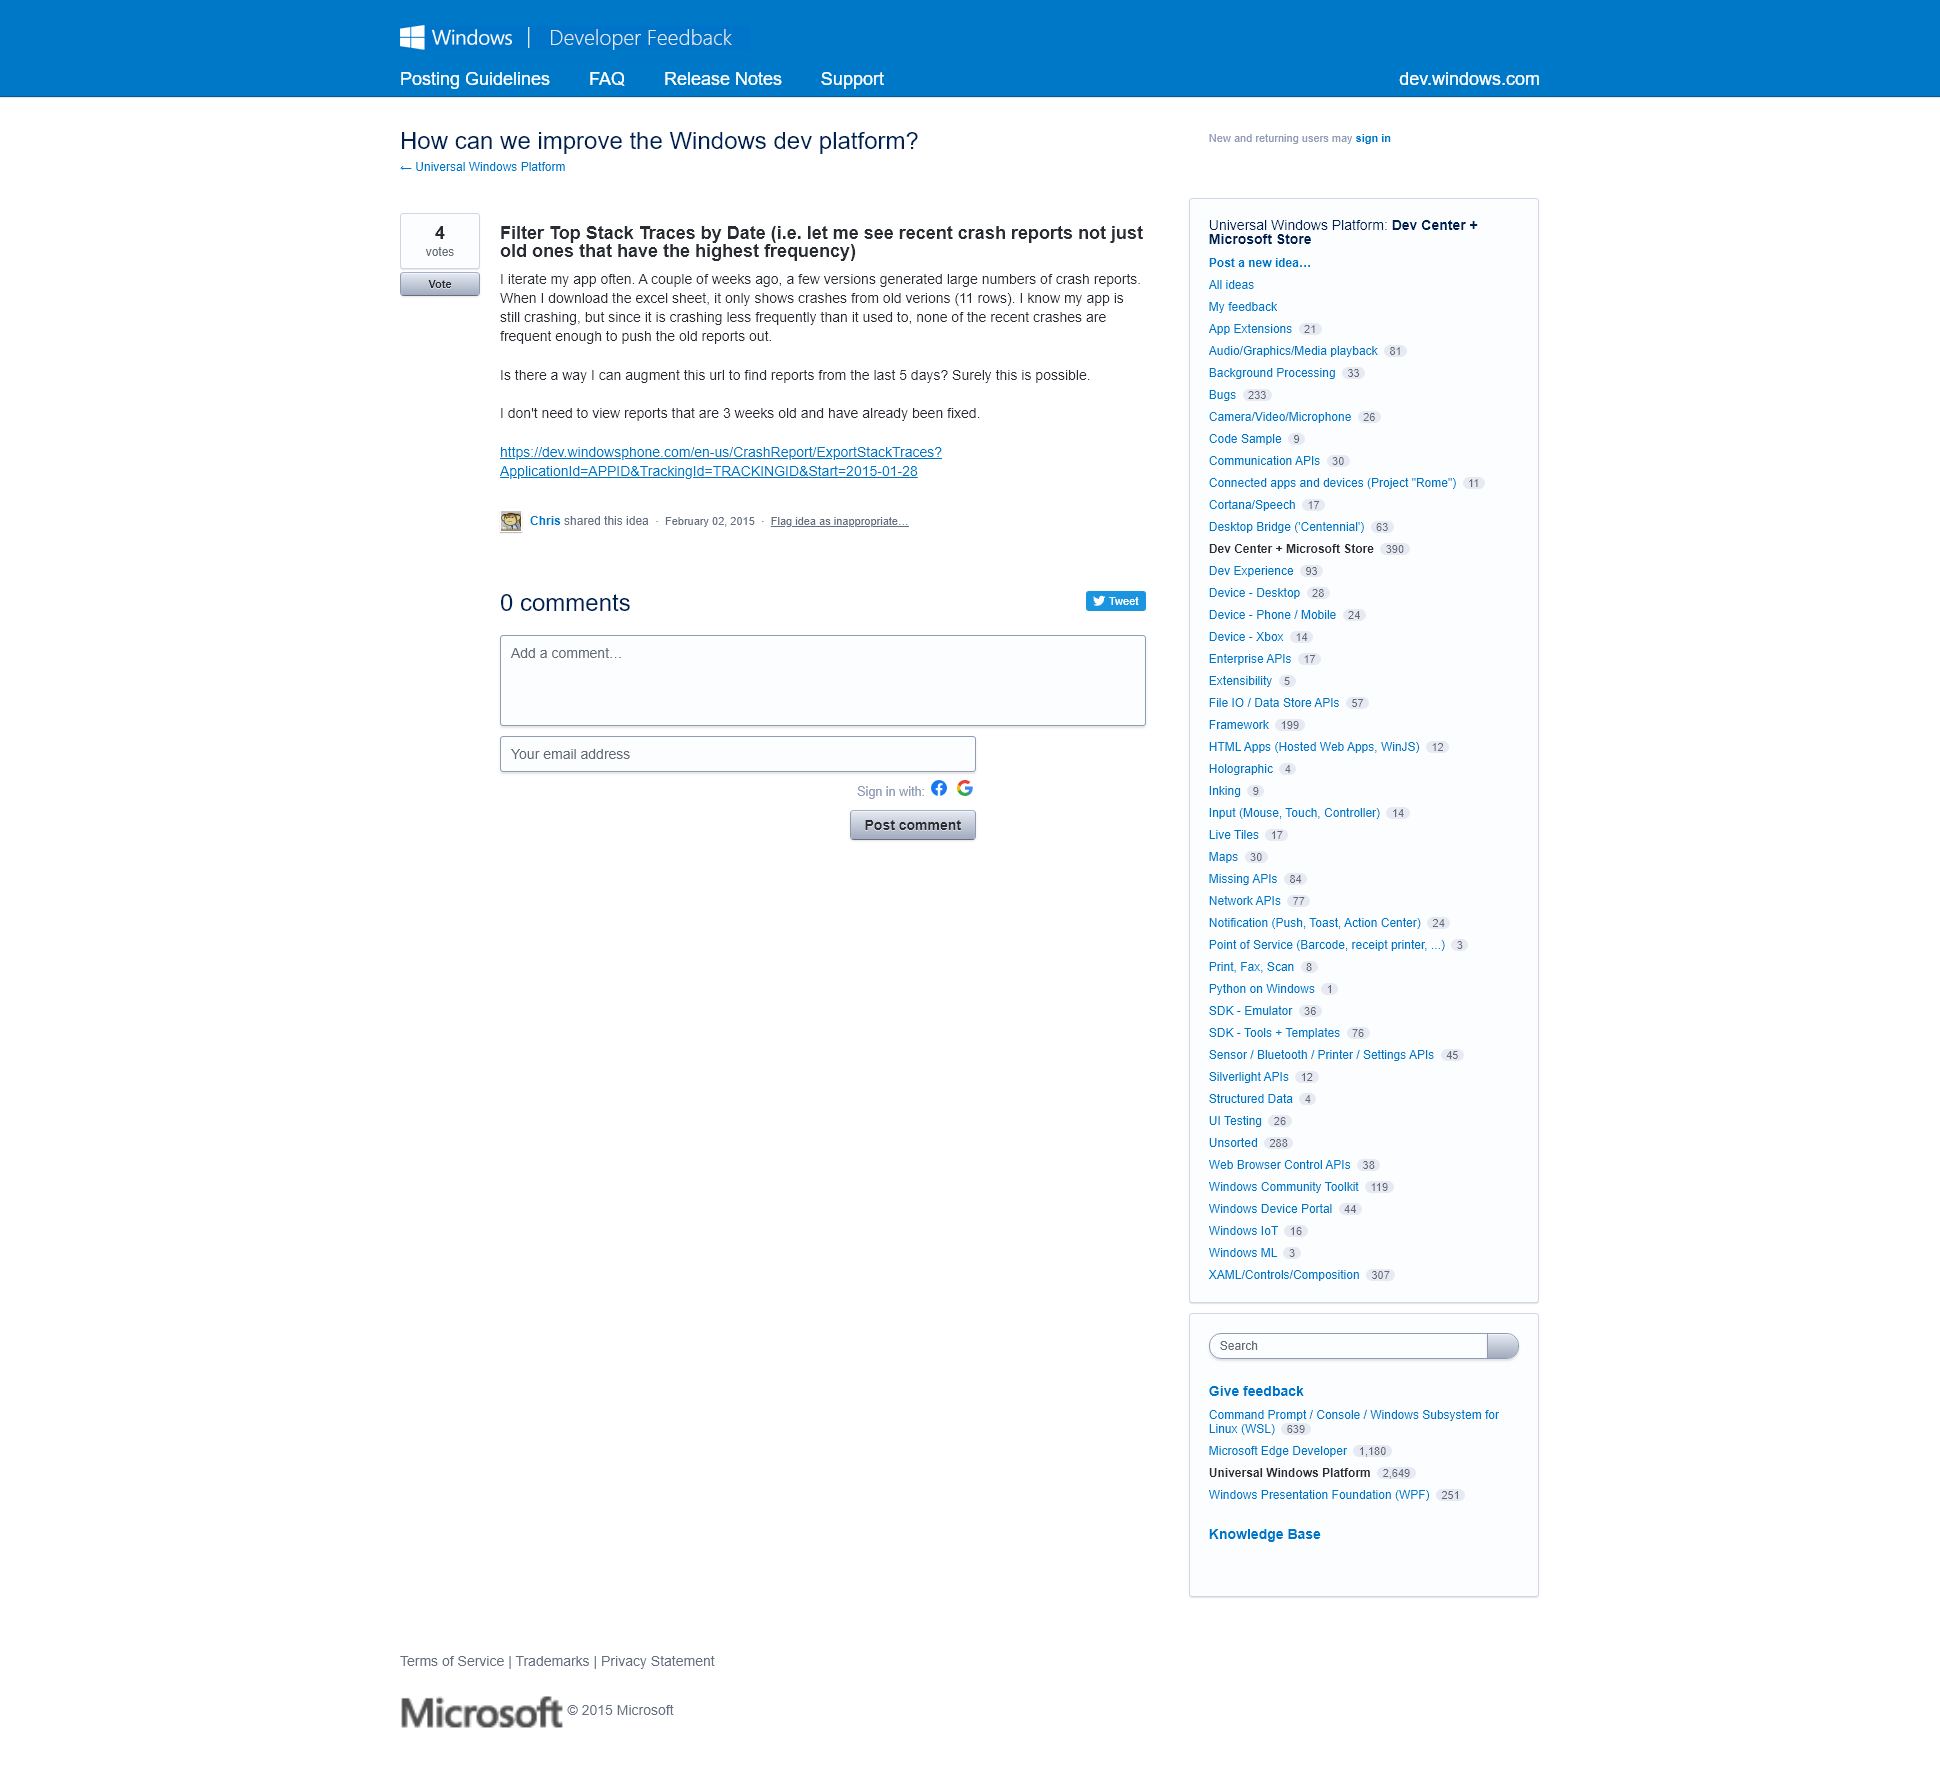 Windows | Developer Feedback
Posting Guidelines FAQ Release Notes Support dev.windows.com
How can we improve the Windows dev platform?
← Universal Windows Platform
New and returning users may sign in
4
votes
Vote
Filter Top Stack Traces by Date (i.e. let me see recent crash reports not just
old ones that have the highest frequency)
I iterate my app often. A couple of weeks ago, a few versions generated large numbers of crash reports.
When I download the excel sheet, it only shows crashes from old verions (11 rows). I know my app is
still crashing, but since it is crashing less frequently than it used to, none of the recent crashes are
frequent enough to push the old reports out.
Is there a way I can augment this url to find reports from the last 5 days? Surely this is possible.
I don't need to view reports that are 3 weeks old and have already been fixed.
https://dev.windowsphone.com/en-us/CrashReport/ExportStackTraces?
ApplicationId=APPID&TrackingId=TRACKINGID&Start=2015-01-28
Chris shared this idea · February 02, 2015 · Flag idea as inappropriate…
0 comments
Tweet
Add a comment…
Your email address
Sign in with:
Post comment
Universal Windows Platform: Dev Center +
Microsoft Store
Post a new idea…
All ideas
My feedback
App Extensions 21
Audio/Graphics/Media playback 81
Background Processing 33
Bugs 233
Camera/Video/Microphone 26
Code Sample 9
Communication APIs 30
Connected apps and devices (Project "Rome") 11
Cortana/Speech 17
Desktop Bridge ('Centennial') 63
Dev Center + Microsoft Store 390
Dev Experience 93
Device - Desktop 28
Device - Phone / Mobile 24
Device - Xbox 14
Enterprise APIs 17
Extensibility 5
File IO / Data Store APIs 57
Framework 199
HTML Apps (Hosted Web Apps, WinJS) 12
Holographic 4
Inking 9
Input (Mouse, Touch, Controller) 14
Live Tiles 17
Maps 30
Missing APIs 84
Network APIs 77
Notification (Push, Toast, Action Center) 24
Point of Service (Barcode, receipt printer, ...) 3
Print, Fax, Scan 8
Python on Windows 1
SDK - Emulator 36
SDK - Tools + Templates 76
Sensor / Bluetooth / Printer / Settings APIs 45
Silverlight APIs 12
Structured Data 4
UI Testing 26
Unsorted 288
Web Browser Control APIs 38
Windows Community Toolkit 119
Windows Device Portal 44
Windows IoT 16
Windows ML 3
XAML/Controls/Composition 307
Search
Give feedback
Command Prompt / Console / Windows Subsystem for
Linux (WSL) 639
Microsoft Edge Developer 1,180
Universal Windows Platform 2,649
Windows Presentation Foundation (WPF) 251
Knowledge Base
Terms of Service | Trademarks | Privacy Statement
Microsoft © 2015 Microsoft